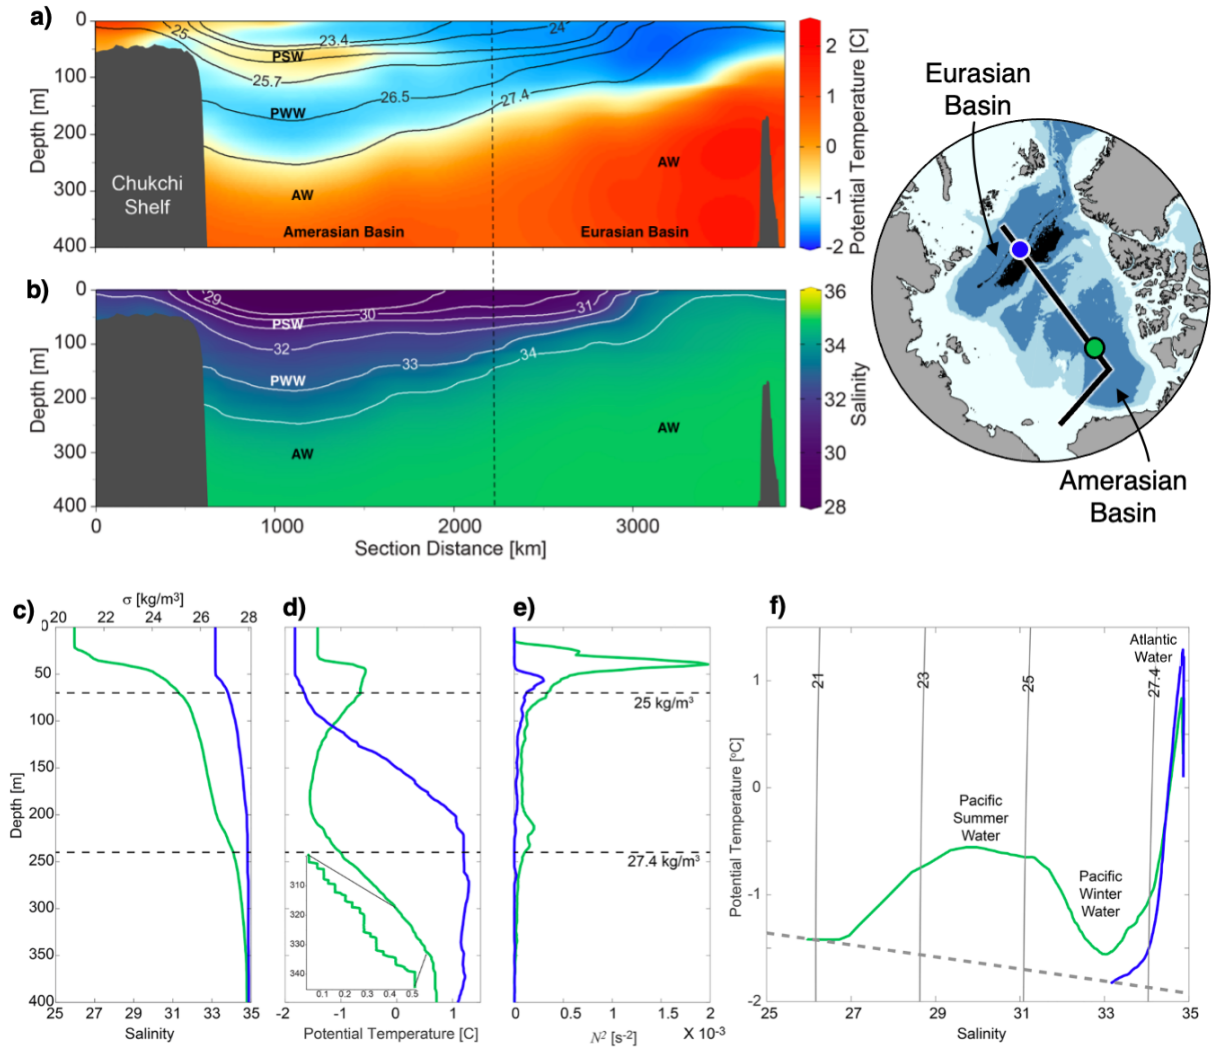 a)
0
100
200
300
400
Depth [m]
25
23.4
24
PSW
25.7
26.5
27.4
PWW
AW
AW
Chukchi
Shelf
Amerasian Basin
Eurasian Basin
2
1
0
-1
-2
Potential Temperature [C]
b)
0
100
200
300
400
Depth [m]
29
30
31
PSW
32
33
34
PWW
AW
AW
0
1000
2000
3000
Section Distance [km]
36
34
32
30
28
Salinity
Eurasian
Basin
Amerasian
Basin
c)
σ [kg/m³]
20 22 24 26 28
0
50
100
150
200
250
300
350
400
Depth [m]
25 27 29 31 33 35
Salinity
d)
310
320
330
340
0.1 0.2 0.3 0.4 0.5
-2 -1 0 1
Potential Temperature [C]
e)
25 kg/m³
27.4 kg/m³
0 0.5 1 1.5 2
N² [s-²]
X 10-³
f)
Atlantic
Water
21
23
25
27.4
Pacific
Summer
Water
Pacific
Winter
Water
1
0
-1
-2
Potential Temperature [°C]
25 27 29 31 33 35
Salinity